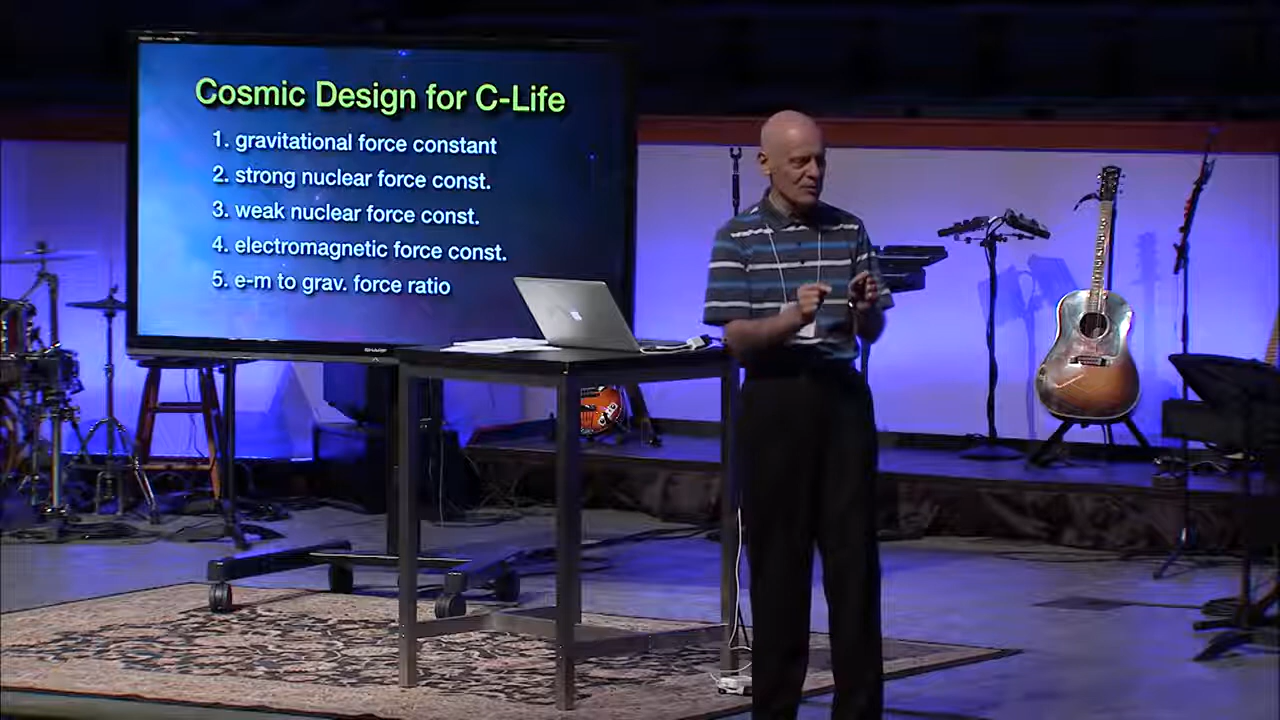 Cosmic Design for C-Life
1. gravitational force constant
2. strong nuclear force const.
3. weak nuclear force const.
4. electromagnetic force const.
5. e-m to grav. force ratio
SHARP